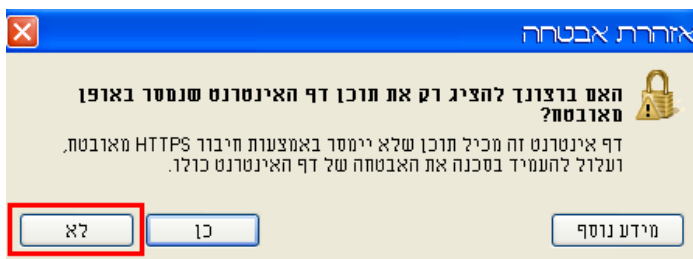 אזהרת אבטחה
האם ברצונך להציג רק את תוכן דף האינטרנט שנמסר באופן
מאובטח?
דף אינטרנט זה מכיל תוכן שלא יימסר באמצעות חיבור HTTPS מאובטח,
ועלול להעמיד בסכנה את האבטחה של דף האינטרנט כולו.
מידע נוסף
כן
לא